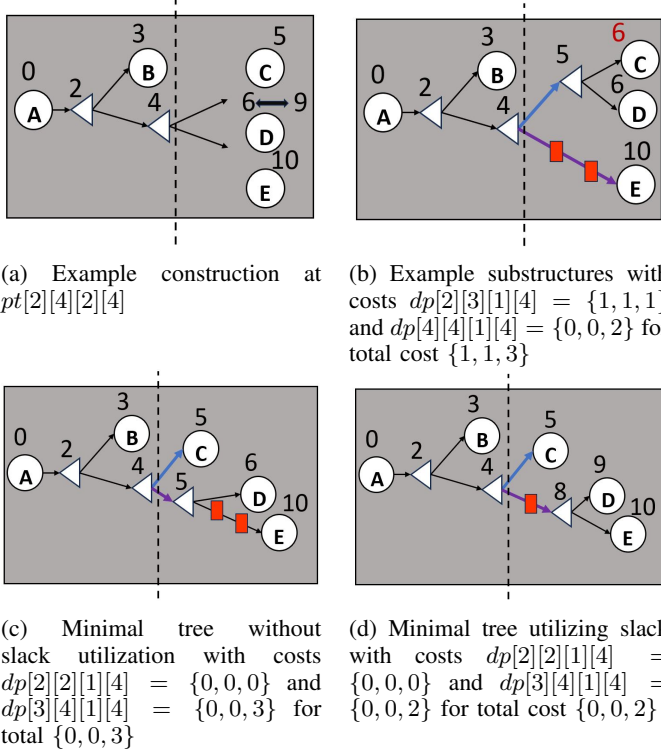 0 A 2 3 B 4 5 C 6 9 D 10 E
0 A 2 3 B 4 5 6 C 6 D 10 E
(a) Example construction at
pt[2][4][2][4]
(b) Example substructures with
costs dp[2][3][1][4] = {1, 1, 1}
and dp[4][4][1][4] = {0, 0, 2} for
total cost {1, 1, 3}
0 A 2 3 B 4 5 C 5 6 D 10 E
0 A 2 3 B 4 5 C 8 9 D 10 E
(c) Minimal tree without
slack utilization with costs
dp[2][2][1][4] = {0, 0, 0} and
dp[3][4][1][4] = {0, 0, 3} for
total {0, 0, 3}
(d) Minimal tree utilizing slack
with costs dp[2][2][1][4] =
{0, 0, 0} and dp[3][4][1][4] =
{0, 0, 2} for total cost {0, 0, 2}